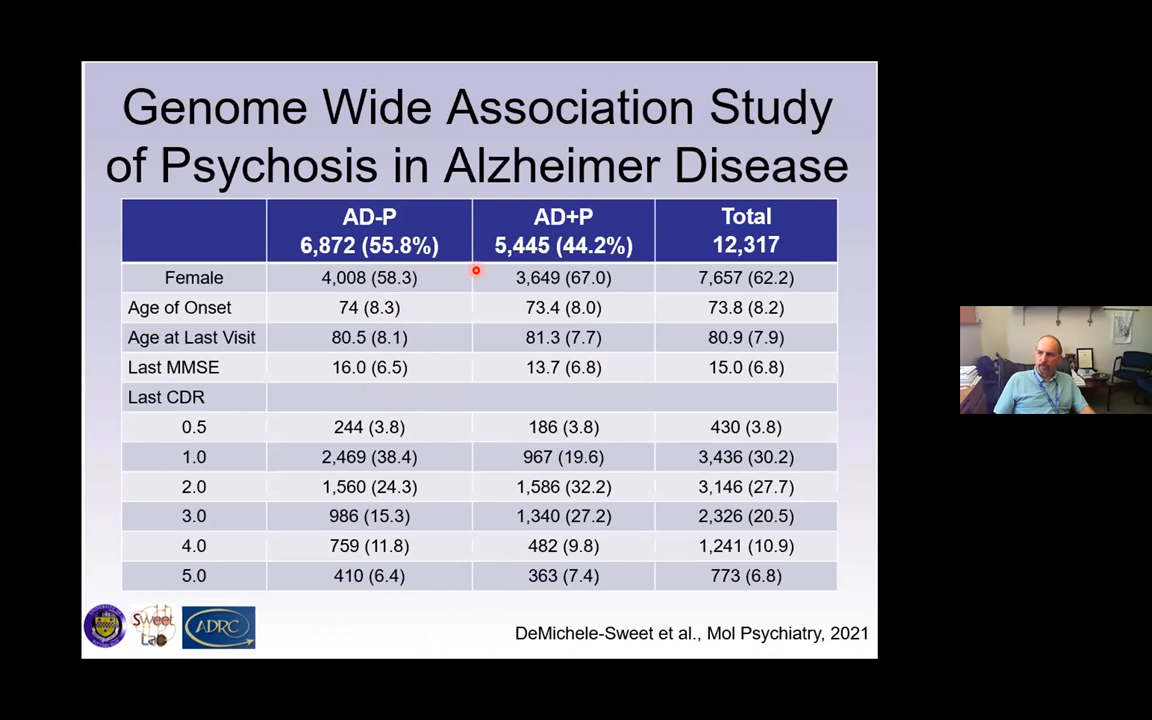 Genome Wide Association Study
of Psychosis in Alzheimer Disease
AD-P AD+P Total
6,872 (55.8%) 5,445 (44.2%) 12,317
Female 4,008 (58.3) 3,649 (67.0) 7,657 (62.2)
Age of Onset 74 (8.3) 73.4 (8.0) 73.8 (8.2)
Age at Last Visit 80.5 (8.1) 81.3 (7.7) 80.9 (7.9)
Last MMSE 16.0 (6.5) 13.7 (6.8) 15.0 (6.8)
Last CDR
0.5 244 (3.8) 186 (3.8) 430 (3.8)
1.0 2,469 (38.4) 967 (19.6) 3,436 (30.2)
2.0 1,560 (24.3) 1,586 (32.2) 3,146 (27.7)
3.0 986 (15.3) 1,340 (27.2) 2,326 (20.5)
4.0 759 (11.8) 482 (9.8) 1,241 (10.9)
5.0 410 (6.4) 363 (7.4) 773 (6.8)
Sweet
Lab
ADRC
DeMichele-Sweet et al., Mol Psychiatry, 2021